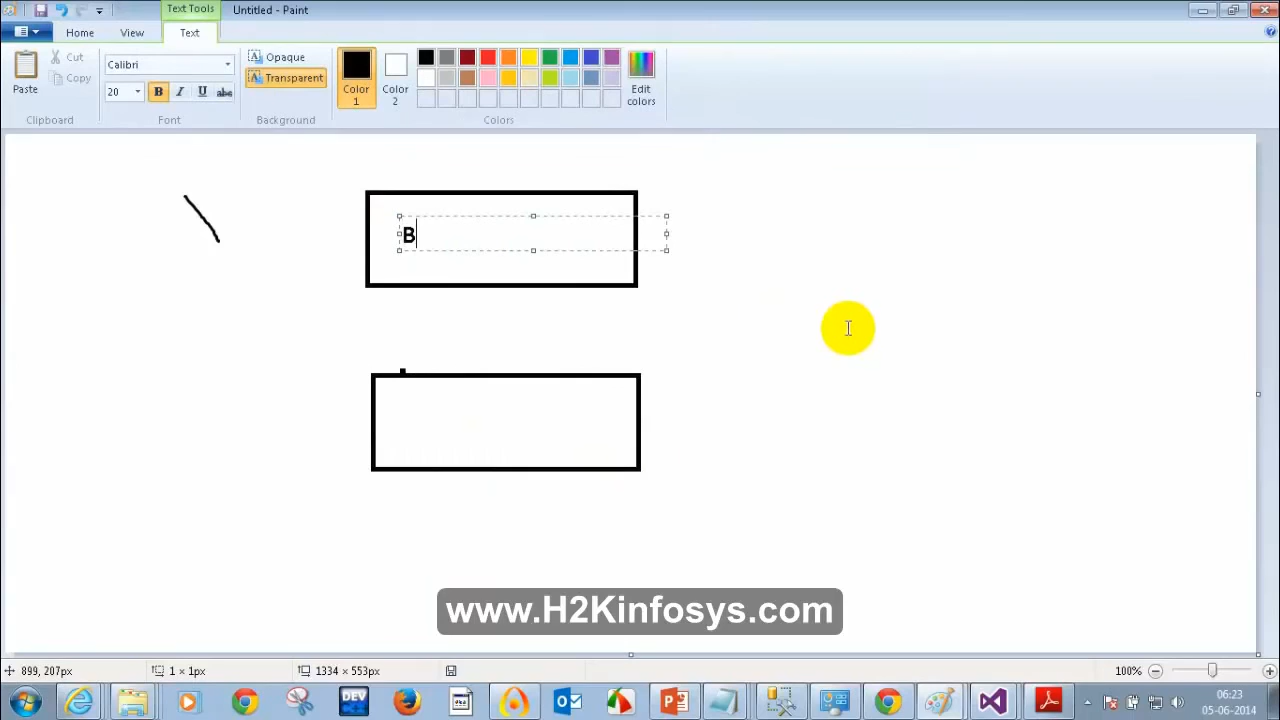 Text Tools
Untitled - Paint
Home
View
Text
Paste
Cut
Copy
Clipboard
Calibri
20
B I U abc
Font
Opaque
Transparent
Background
Color 1
Color 2
Edit colors
Colors
B
www.H2Kinfosys.com
899, 207px
1 × 1px
1334 × 553px
100%
DEV
06:23
05-06-2014